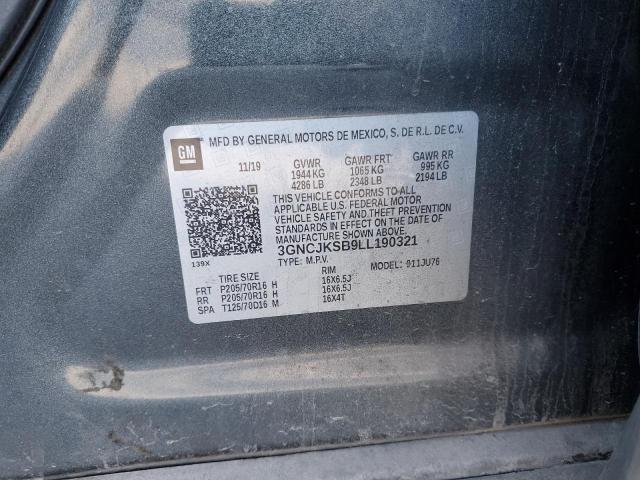 GM
MFD BY GENERAL MOTORS DE MEXICO, S. DE R.L. DE C.V.
11/19 GVWR GAWR FRT GAWR RR
1944 KG 1065 KG 995 KG
4286 LB 2348 LB 2194 LB
THIS VEHICLE CONFORMS TO ALL
APPLICABLE U.S. FEDERAL MOTOR
VEHICLE SAFETY AND THEFT PREVENTION
STANDARDS IN EFFECT ON THE DATE
OF MANUFACTURE SHOWN ABOVE.
3GNCJKSB9LL190321
139X TYPE: M.P.V. MODEL: 911JU76
TIRE SIZE RIM
FRT P205/70R16 H 16X6.5J
RR P205/70R16 H 16X6.5J
SPA T125/70D16 M 16X4T